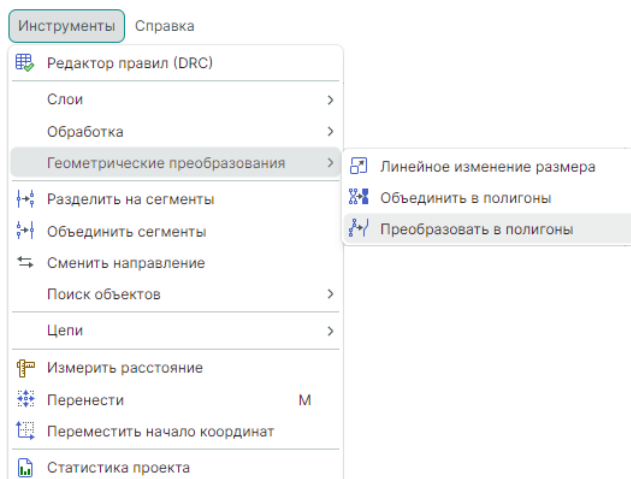 Инструменты Справка
Редактор правил (DRC)
Слои
Обработка
Геометрические преобразования
Линейное изменение размера
Объединить в полигоны
Преобразовать в полигоны
Разделить на сегменты
Объединить сегменты
Сменить направление
Поиск объектов
Цепи
Измерить расстояние
Перенести M
Переместить начало координат
Статистика проекта